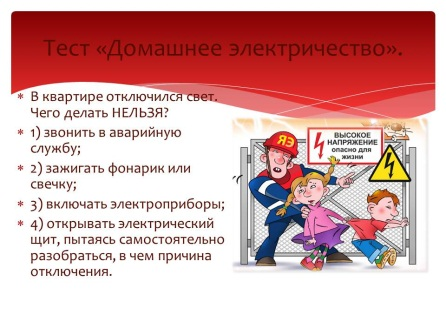 Тест «Домашнее электричество».
В квартире отключился свет.
Чего делать НЕЛЬЗЯ?
1) звонить в аварийную
службу;
2) зажигать фонарик или
свечку;
3) включать электроприборы;
4) открывать электрический
щит, пытаясь самостоятельно
разобраться, в чем причина
отключения.
ЯЭ
ВЫСОКОЕ
НАПРЯЖЕНИЕ
опасно для
жизни